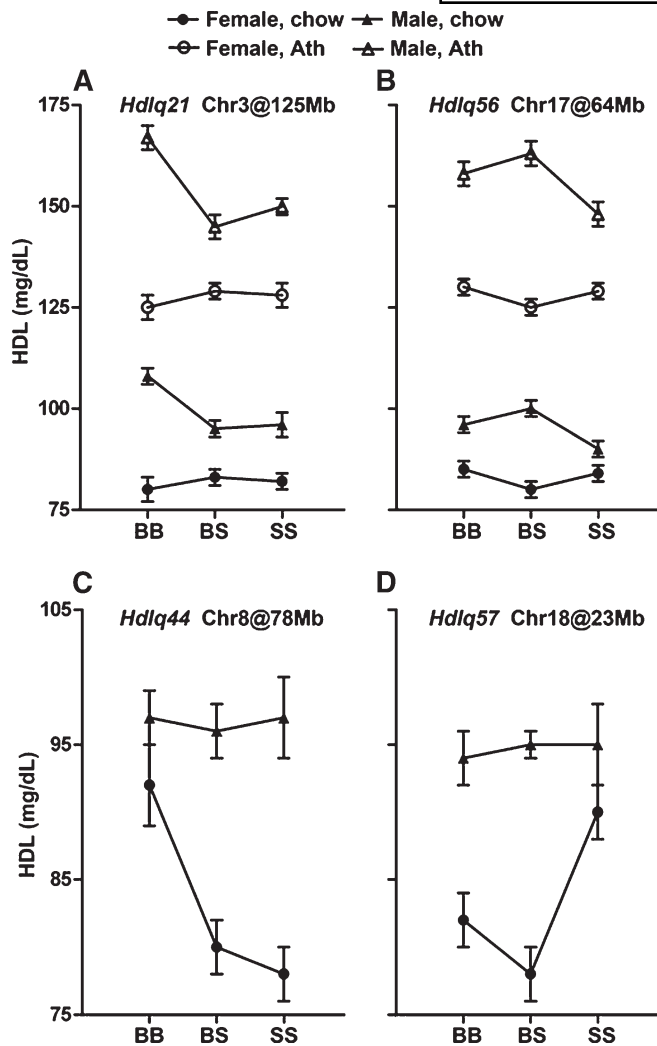 Female, chow Male, chow
Female, Ath Male, Ath
A B
Hdlq21 Chr3@125Mb Hdlq56 Chr17@64Mb
175
150
125
100
75
HDL (mg/dL)
BB BS SS BB BS SS
C D
Hdlq44 Chr8@78Mb Hdlq57 Chr18@23Mb
105
95
85
75
HDL (mg/dL)
BB BS SS BB BS SS